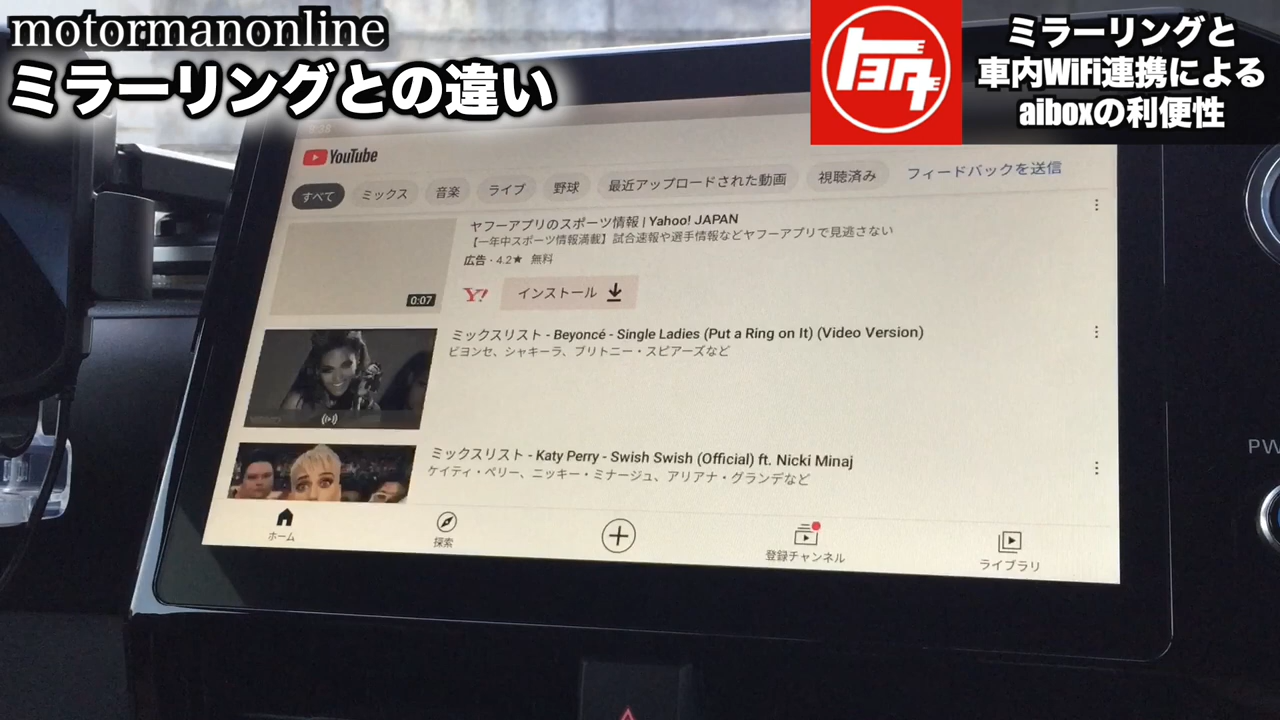 motormanonline
ミラーリングとの違い
トヨタ
ミラーリングと
車内WiFi連携による
aiboxの利便性
YouTube
すべて ミックス 音楽 ライブ 野球 最近アップロードされた動画 視聴済み フィードバックを送信
ヤフーアプリのスポーツ情報 | Yahoo! JAPAN
【一年中スポーツ情報満載】試合速報や選手情報などヤフーアプリで見逃さない
広告・4.2★ 無料
0:07
Y! インストール
ミックスリスト - Beyoncé - Single Ladies (Put a Ring on It) (Video Version)
ビヨンセ、シャキーラ、ブリトニー・スピアーズなど
ミックスリスト - Katy Perry - Swish Swish (Official) ft. Nicki Minaj
ケイティ・ペリー、ニッキー・ミナージュ、アリアナ・グランデなど
ホーム 探索 登録チャンネル ライブラリ
PW